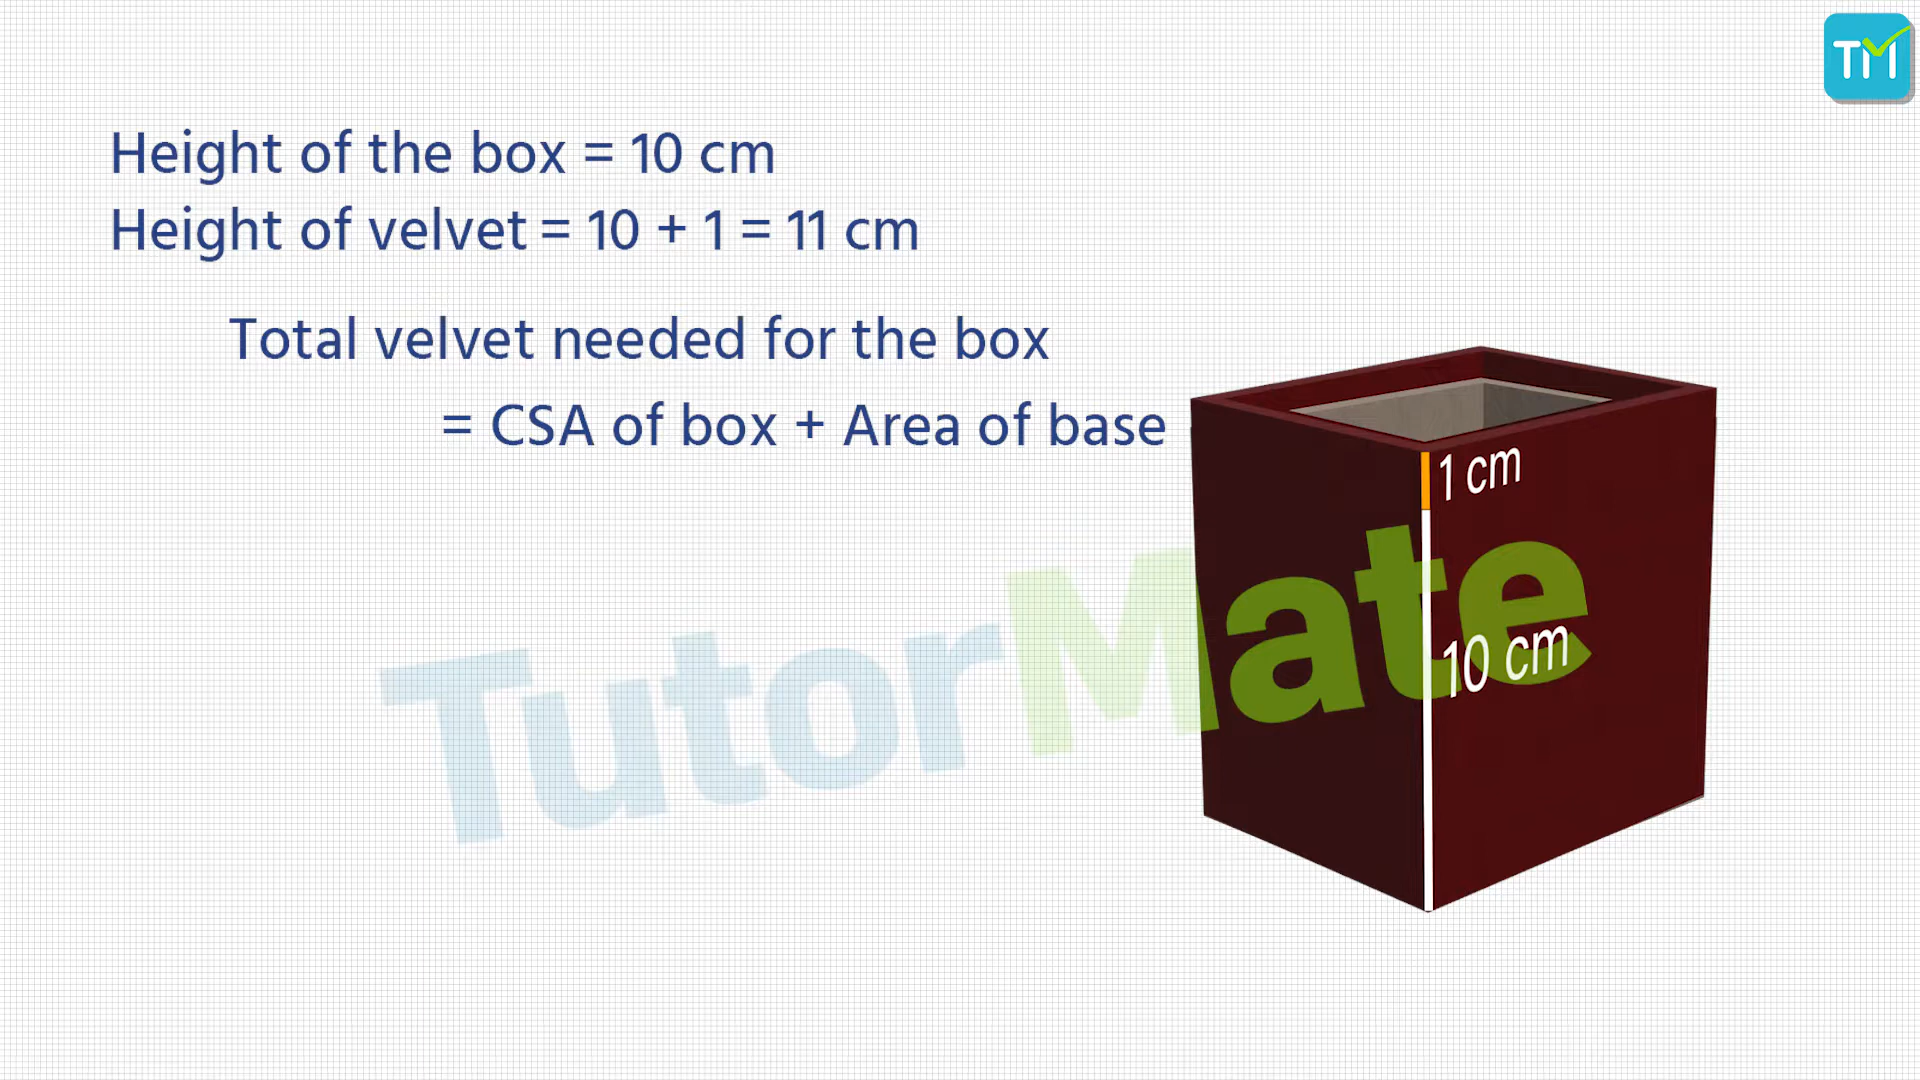 TM
Height of the box = 10 cm
Height of velvet = 10 + 1 = 11 cm
Total velvet needed for the box
= CSA of box + Area of base
1 cm
10 cm
TutorMate